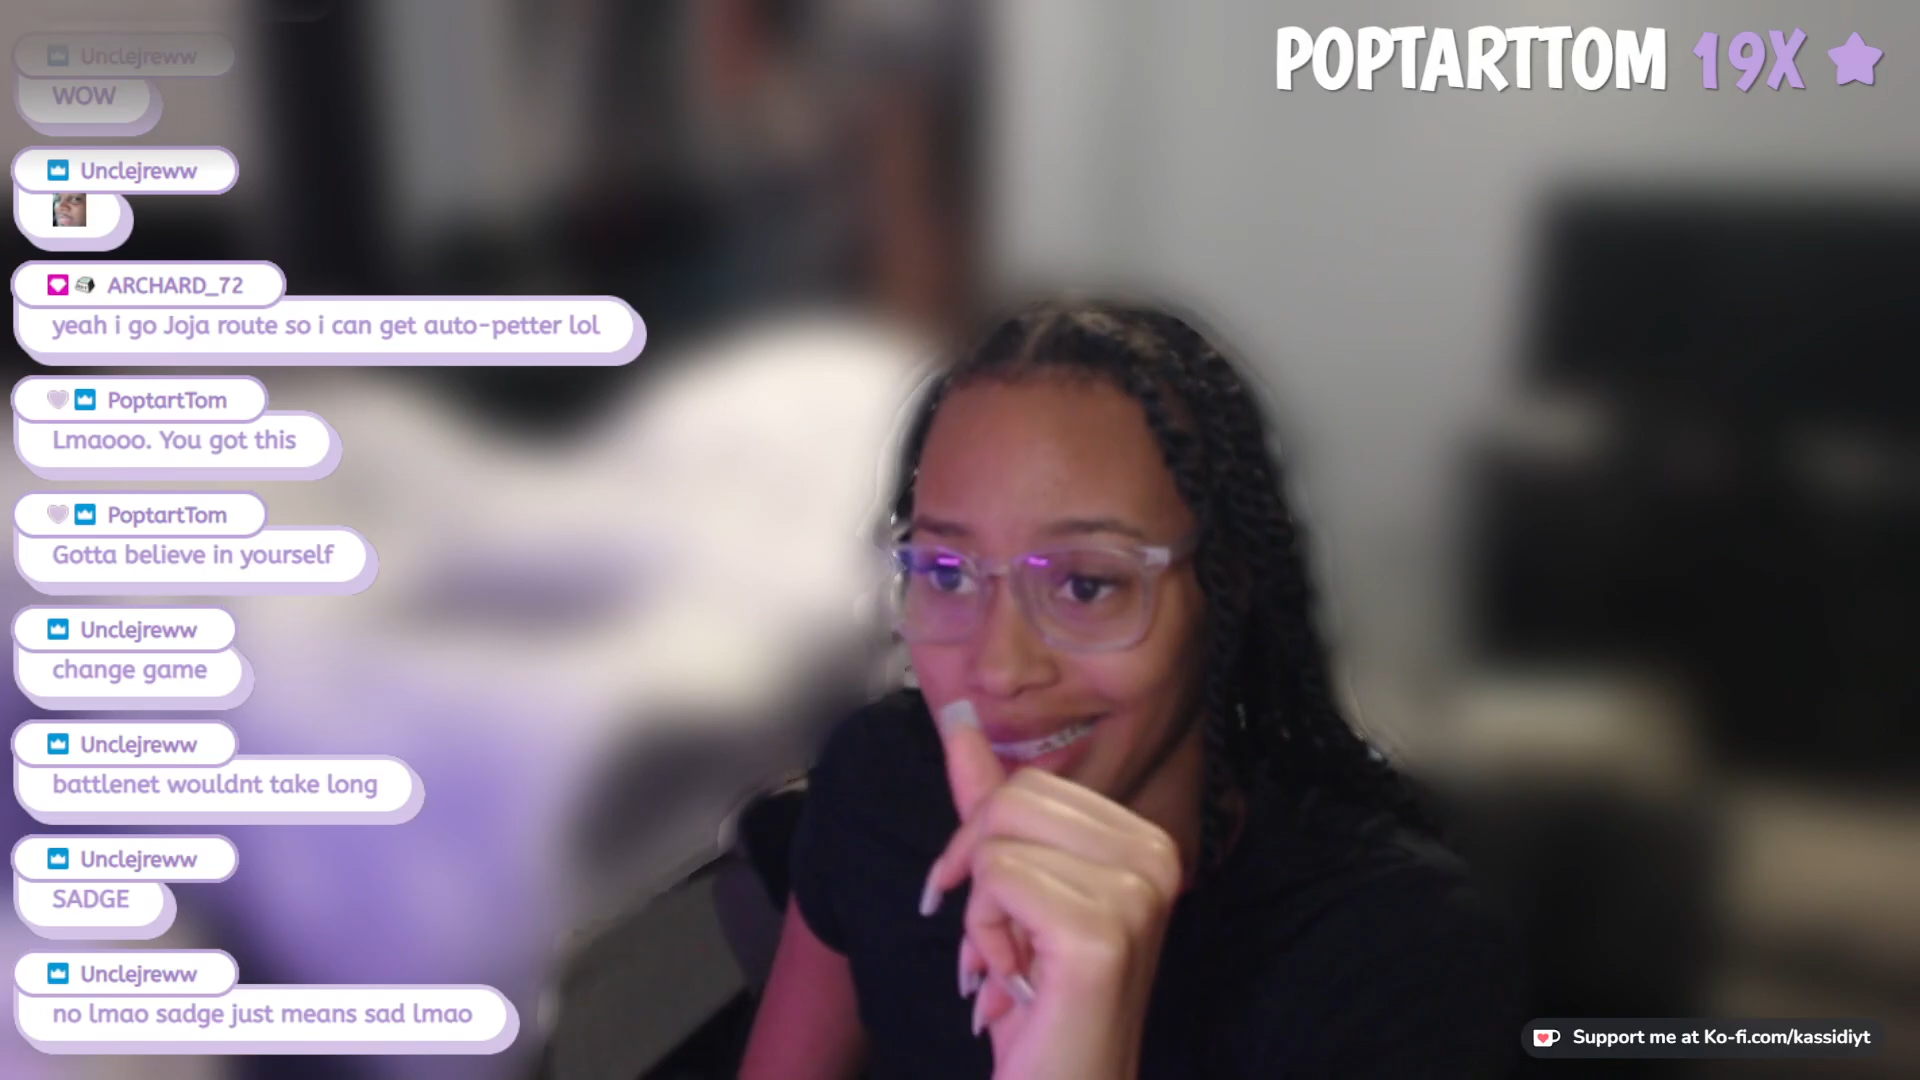 POPTARTTOM 19X
Unclejreww
WOW
Unclejreww
ARCHARD_72
yeah i go Joja route so i can get auto-petter lol
PoptartTom
Lmaooo. You got this
PoptartTom
Gotta believe in yourself
Unclejreww
change game
Unclejreww
battlenet wouldnt take long
Unclejreww
SADGE
Unclejreww
no lmao sadge just means sad lmao
Support me at Ko-fi.com/kassidiyt